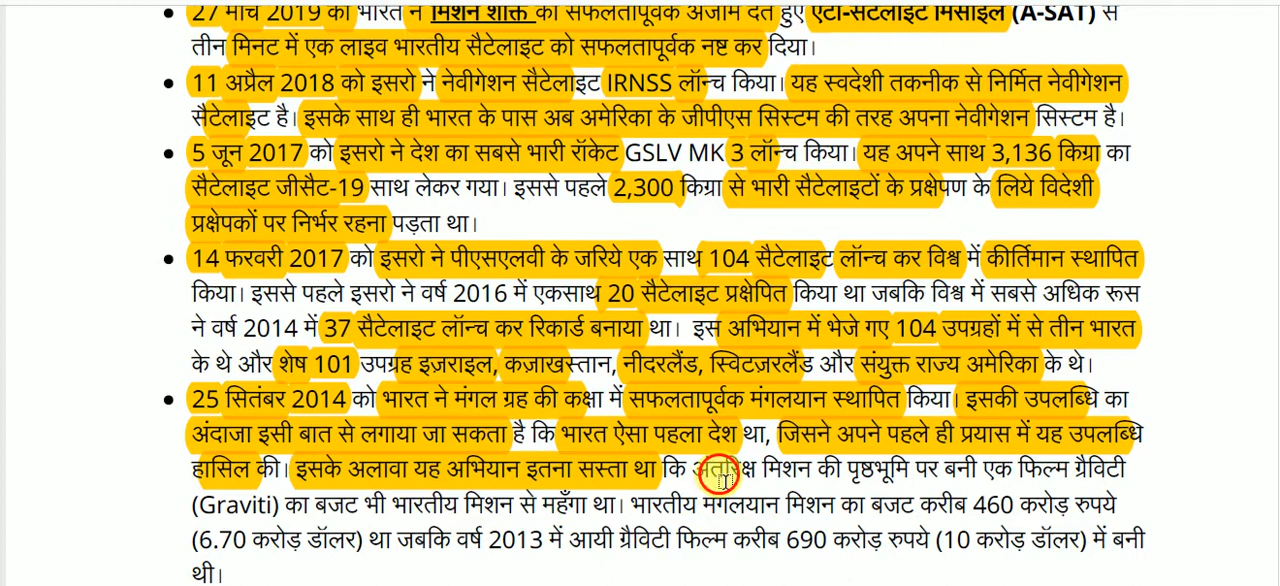 27 मार्च 2019 को भारत ने मिशन शक्ति को सफलतापूर्वक अंजाम देते हुए एंटी-सैटेलाइट मिसाइल (A-SAT) से
तीन मिनट में एक लाइव भारतीय सैटेलाइट को सफलतापूर्वक नष्ट कर दिया।
11 अप्रैल 2018 को इसरो ने नेवीगेशन सैटेलाइट IRNSS लॉन्च किया। यह स्वदेशी तकनीक से निर्मित नेवीगेशन
सैटेलाइट है। इसके साथ ही भारत के पास अब अमेरिका के जीपीएस सिस्टम की तरह अपना नेवीगेशन सिस्टम है।
5 जून 2017 को इसरो ने देश का सबसे भारी रॉकेट GSLV MK 3 लॉन्च किया। यह अपने साथ 3,136 किग्रा का
सैटेलाइट जीसैट-19 साथ लेकर गया। इससे पहले 2,300 किग्रा से भारी सैटेलाइटों के प्रक्षेपण के लिये विदेशी
प्रक्षेपकों पर निर्भर रहना पड़ता था।
14 फरवरी 2017 को इसरो ने पीएसएलवी के जरिये एक साथ 104 सैटेलाइट लॉन्च कर विश्व में कीर्तिमान स्थापित
किया। इससे पहले इसरो ने वर्ष 2016 में एकसाथ 20 सैटेलाइट प्रक्षेपित किया था जबकि विश्व में सबसे अधिक रूस
ने वर्ष 2014 में 37 सैटेलाइट लॉन्च कर रिकार्ड बनाया था। इस अभियान में भेजे गए 104 उपग्रहों में से तीन भारत
के थे और शेष 101 उपग्रह इज़राइल, कज़ाखस्तान, नीदरलैंड, स्विटज़रलैंड और संयुक्त राज्य अमेरिका के थे।
25 सितंबर 2014 को भारत ने मंगल ग्रह की कक्षा में सफलतापूर्वक मंगलयान स्थापित किया। इसकी उपलब्धि का
अंदाजा इसी बात से लगाया जा सकता है कि भारत ऐसा पहला देश था, जिसने अपने पहले ही प्रयास में यह उपलब्धि
हासिल की। इसके अलावा यह अभियान इतना सस्ता था कि अंतरिक्ष मिशन की पृष्ठभूमि पर बनी एक फिल्म ग्रैविटी
(Graviti) का बजट भी भारतीय मिशन से महँगा था। भारतीय मंगलयान मिशन का बजट करीब 460 करोड़ रुपये
(6.70 करोड़ डॉलर) था जबकि वर्ष 2013 में आयी ग्रैविटी फिल्म करीब 690 करोड़ रुपये (10 करोड़ डॉलर) में बनी
थी।